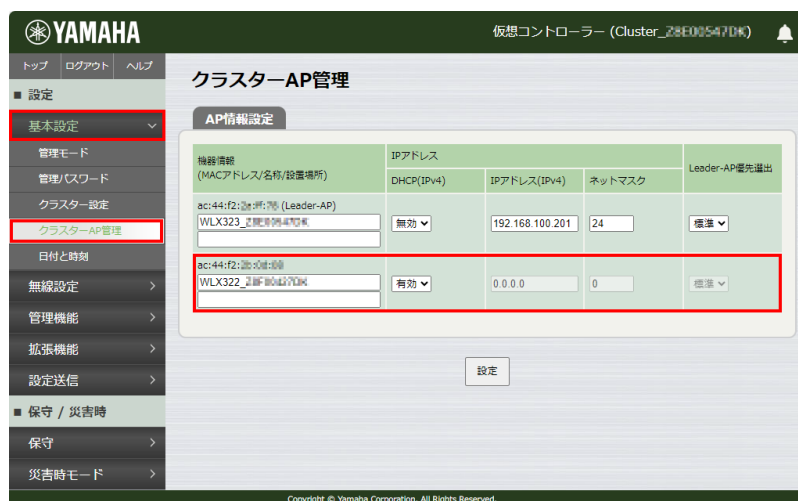 YAMAHA
仮想コントローラー (Cluster_
トップ ログアウト ヘルプ
■ 設定
基本設定
管理モード
管理パスワード
クラスター設定
クラスターAP管理
日付と時刻
無線設定
管理機能
拡張機能
設定送信
■ 保守 / 災害時
保守
災害時モード
クラスターAP管理
AP情報設定
機器情報
(MACアドレス/名称/設置場所)
IPアドレス
DHCP(IPv4) IPアドレス(IPv4) ネットマスク
Leader-AP優先選出
ac:44:f2: (Leader-AP)
WLX323_
無効 192.168.100.201 24 標準
ac:44:f2:
WLX322_
有効 0.0.0.0 0 標準
設定
Copyright © Yamaha Corporation. All Rights Reserved.